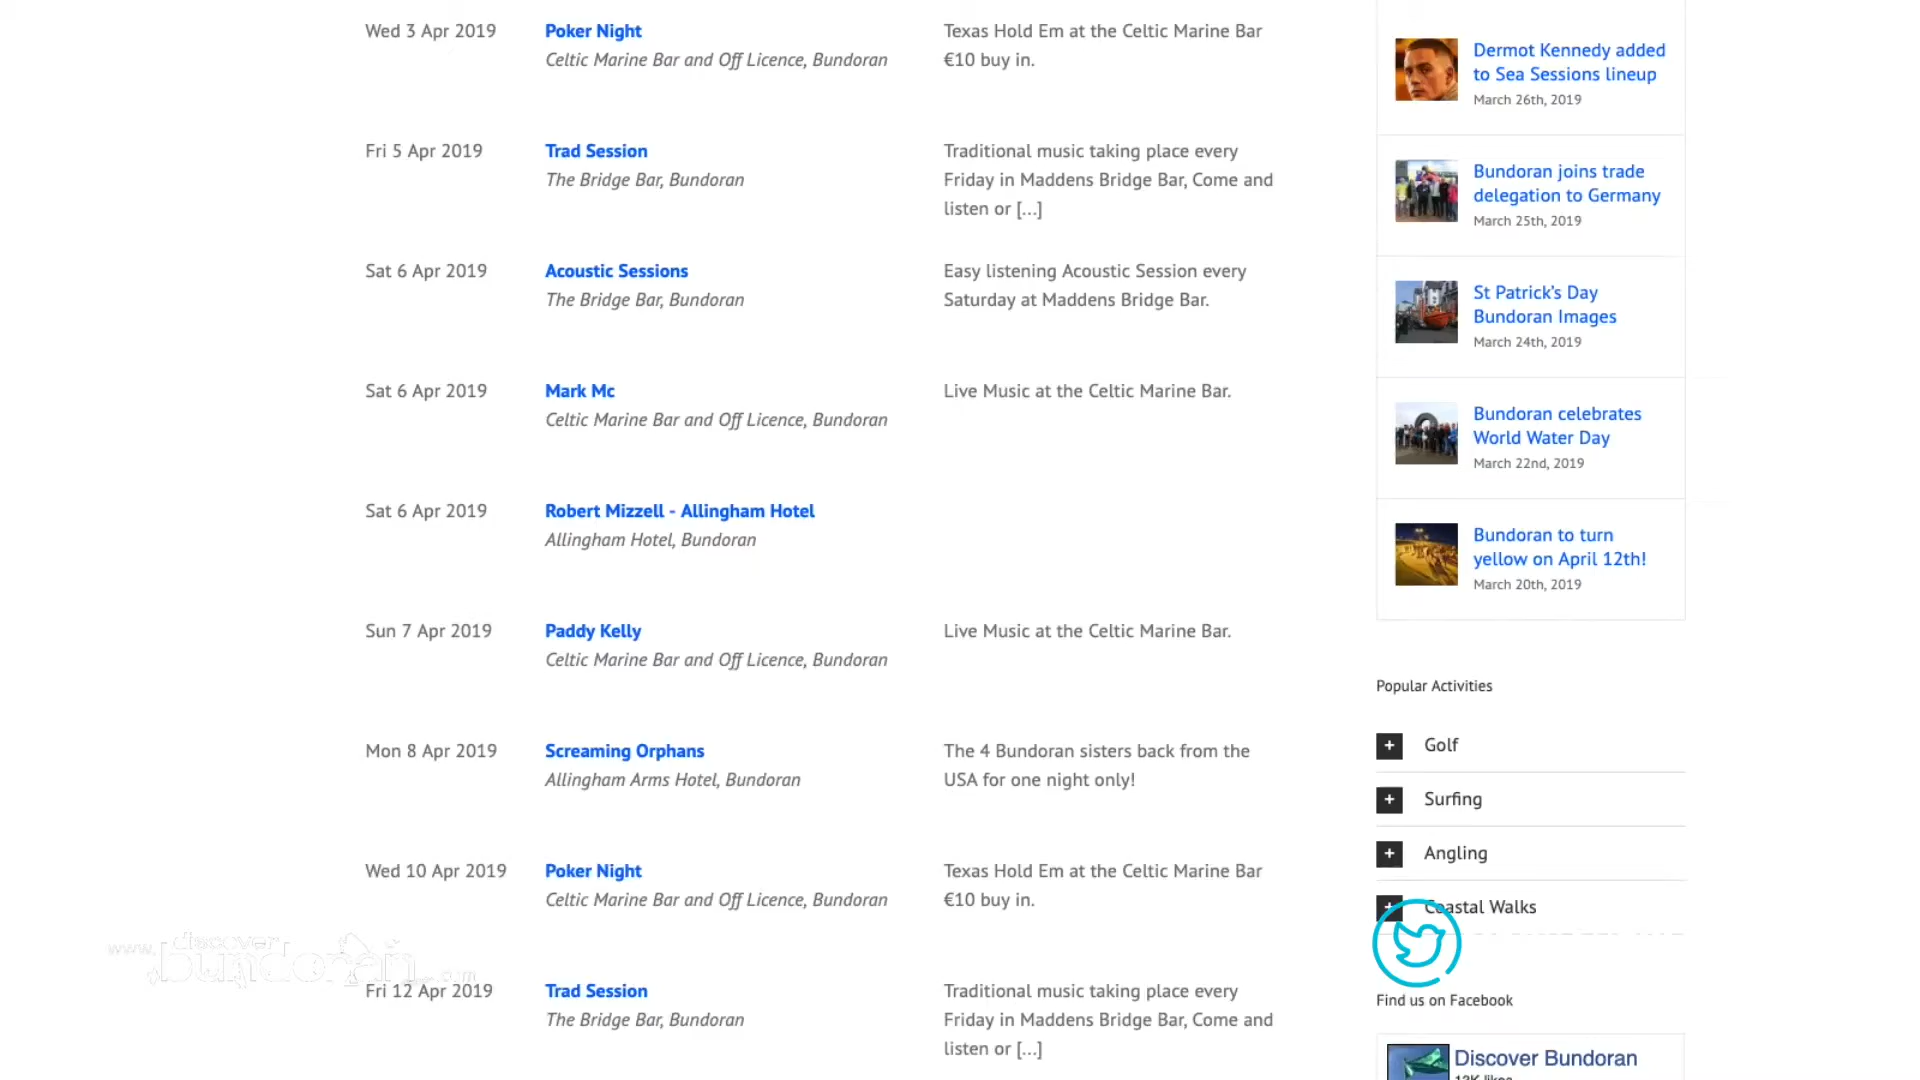 Wed 3 Apr 2019
Poker Night
Celtic Marine Bar and Off Licence, Bundoran
Texas Hold Em at the Celtic Marine Bar
€10 buy in.
Fri 5 Apr 2019
Trad Session
The Bridge Bar, Bundoran
Traditional music taking place every
Friday in Maddens Bridge Bar, Come and
listen or [...]
Sat 6 Apr 2019
Acoustic Sessions
The Bridge Bar, Bundoran
Easy listening Acoustic Session every
Saturday at Maddens Bridge Bar.
Sat 6 Apr 2019
Mark Mc
Celtic Marine Bar and Off Licence, Bundoran
Live Music at the Celtic Marine Bar.
Sat 6 Apr 2019
Robert Mizzell - Allingham Hotel
Allingham Hotel, Bundoran
Sun 7 Apr 2019
Paddy Kelly
Celtic Marine Bar and Off Licence, Bundoran
Live Music at the Celtic Marine Bar.
Mon 8 Apr 2019
Screaming Orphans
Allingham Arms Hotel, Bundoran
The 4 Bundoran sisters back from the
USA for one night only!
Wed 10 Apr 2019
Poker Night
Celtic Marine Bar and Off Licence, Bundoran
Texas Hold Em at the Celtic Marine Bar
€10 buy in.
Fri 12 Apr 2019
Trad Session
The Bridge Bar, Bundoran
Traditional music taking place every
Friday in Maddens Bridge Bar, Come and
listen or [...]
Dermot Kennedy added
to Sea Sessions lineup
March 26th, 2019
Bundoran joins trade
delegation to Germany
March 25th, 2019
St Patrick's Day
Bundoran Images
March 24th, 2019
Bundoran celebrates
World Water Day
March 22nd, 2019
Bundoran to turn
yellow on April 12th!
March 20th, 2019
Popular Activities
Golf
Surfing
Angling
Coastal Walks
Find us on Facebook
Discover Bundoran
www.discover
bundoran.com